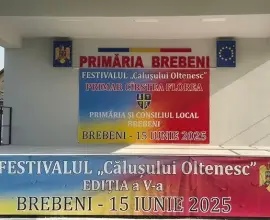 PRIMĂRIA BREBENI
FESTIVALUL „Călușului Oltenesc”
PRIMAR CÎRSTEA FLOREA
PRIMĂRIA ȘI CONSILIUL LOCAL
BREBENI
BREBENI - 15 IUNIE 2025
FESTIVALUL „Călușului Oltenesc”
EDIȚIA a V-a
BREBENI - 15 IUNIE 2025